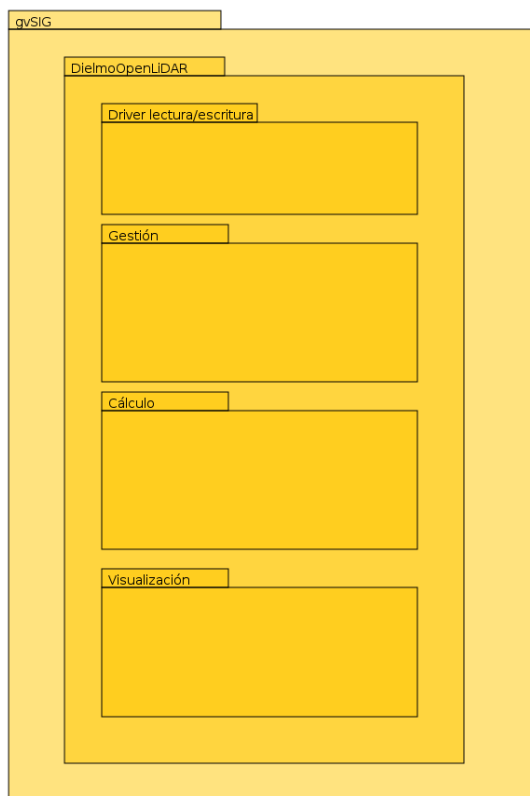 gvSIG
DielmoOpenLiDAR
Driver lectura/escritura
Gestión
Cálculo
Visualización